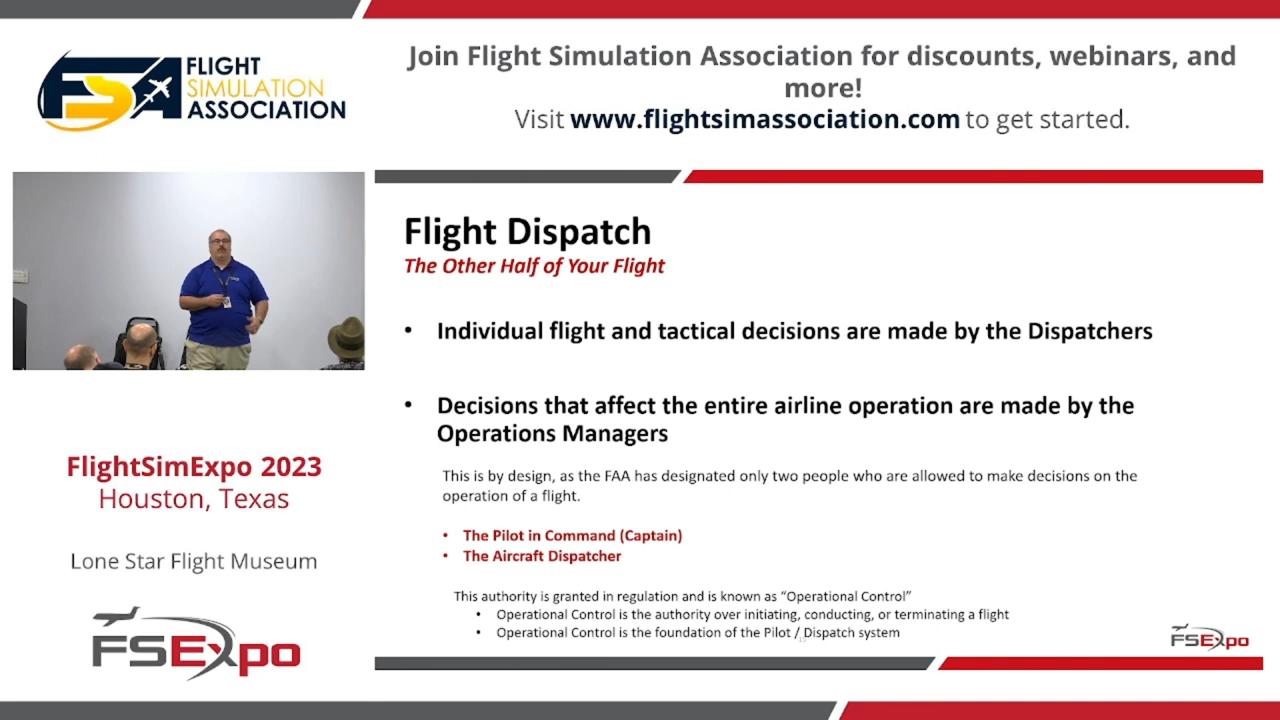 Join Flight Simulation Association for discounts, webinars, and
more!
Visit www.flightsimassociation.com to get started.
FSA
FLIGHT
SIMULATION
ASSOCIATION
Flight Dispatch
The Other Half of Your Flight
• Individual flight and tactical decisions are made by the Dispatchers
• Decisions that affect the entire airline operation are made by the
Operations Managers
This is by design, as the FAA has designated only two people who are allowed to make decisions on the
operation of a flight.
• The Pilot in Command (Captain)
• The Aircraft Dispatcher
This authority is granted in regulation and is known as “Operational Control”
• Operational Control is the authority over initiating, conducting, or terminating a flight
• Operational Control is the foundation of the Pilot / Dispatch system
FSExpo
FlightSimExpo 2023
Houston, Texas
Lone Star Flight Museum
FSExpo